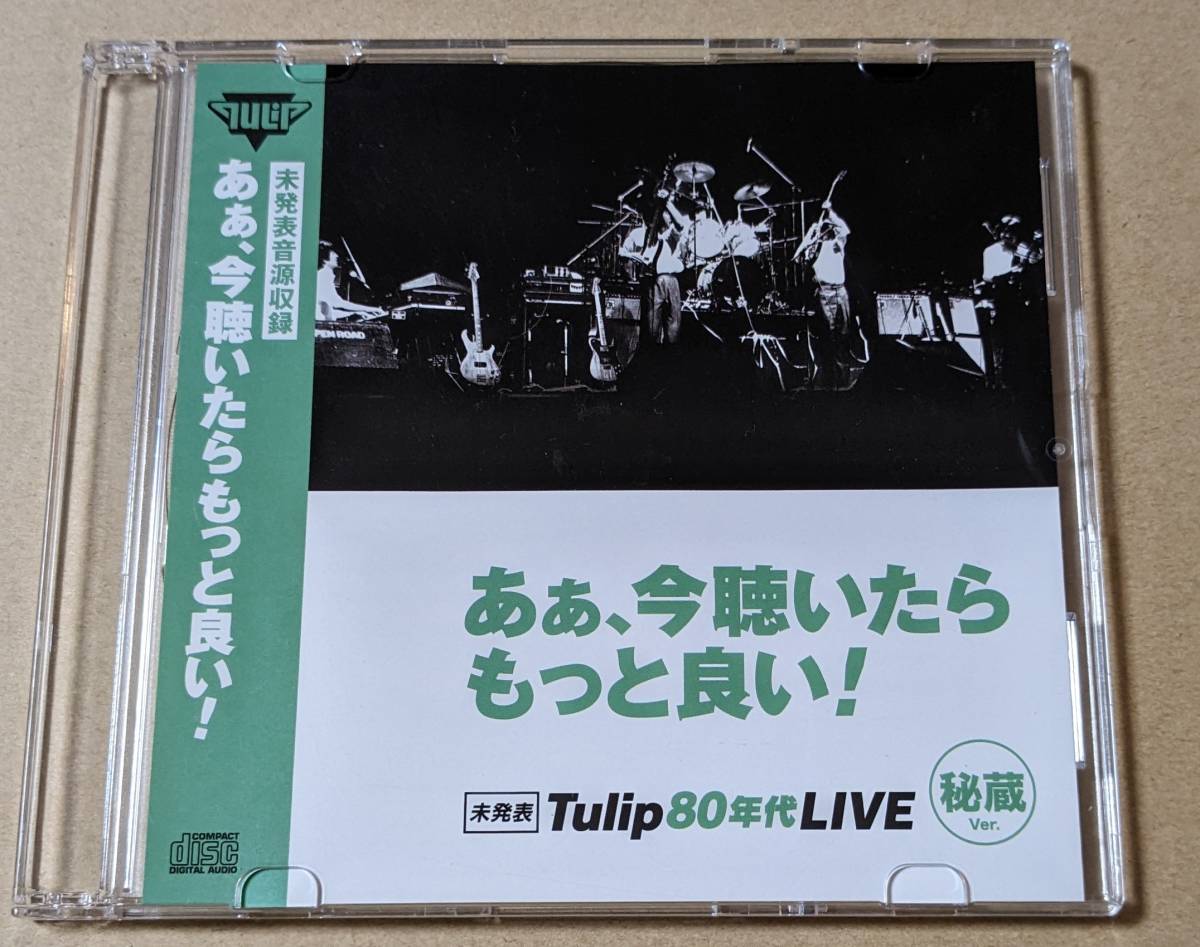 TULIP
未発表音源収録
あぁ、今聴いたらもっと良い!
COMPACT
disc
DIGITAL AUDIO
OPEN ROAD
あぁ、今聴いたら
もっと良い!
未発表 Tulip80年代LIVE
秘蔵
Ver.